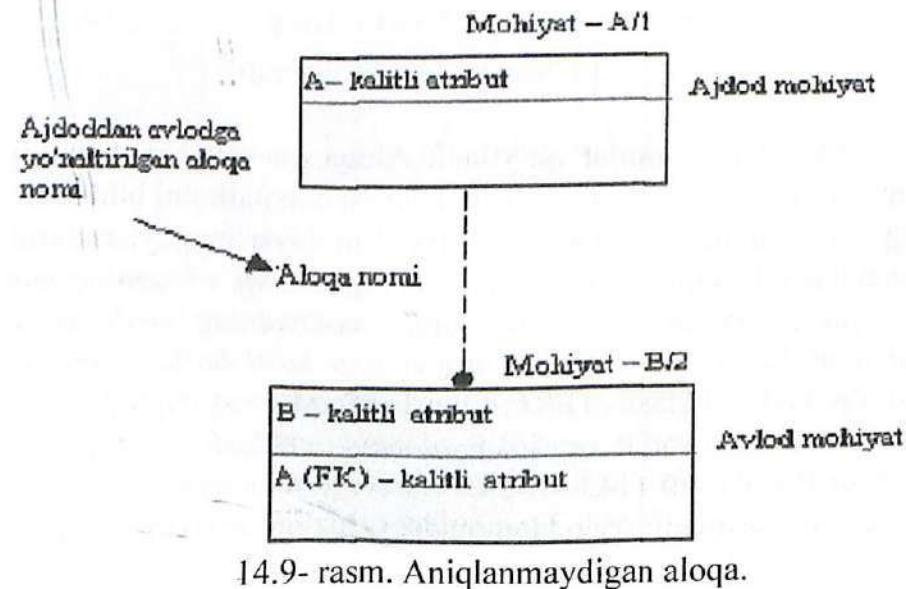 Mohiyat – A/1
A – kalitli atribut
Ajdod mohiyat
Ajdoddan avlodga
yo'naltirilgan aloqa
nomi
Aloqa nomi
Mohiyat – B/2
B – kalitli atribut
Avlod mohiyat
A (FK) – kalitli atribut
14.9- rasm. Aniqlanmaydigan aloqa.